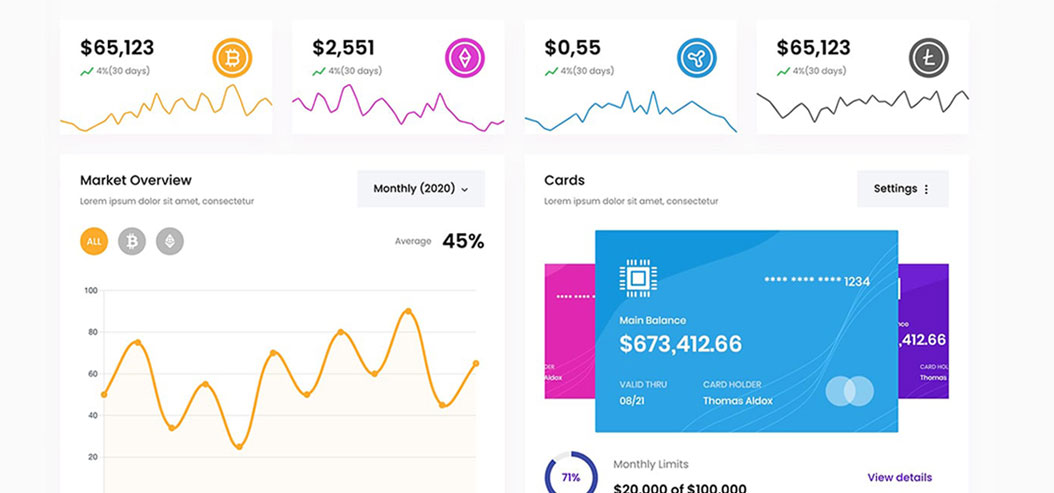 $65,123
4%(30 days)
$2,551
4%(30 days)
$0,55
4%(30 days)
$65,123
4%(30 days)
Market Overview
Lorem ipsum dolor sit amet, consectetur
Monthly (2020)
ALL
Average 45%
100
80
60
40
20
Cards
Lorem ipsum dolor sit amet, consectetur
Settings
**** **** **** 1234
Main Balance
$673,412.66
VALID THRU
08/21
CARD HOLDER
Thomas Aldox
****
DER
Aldox
nce
,412.66
CARD HOL
Thomas
71%
Monthly Limits
$20,000 of $100,000
View details